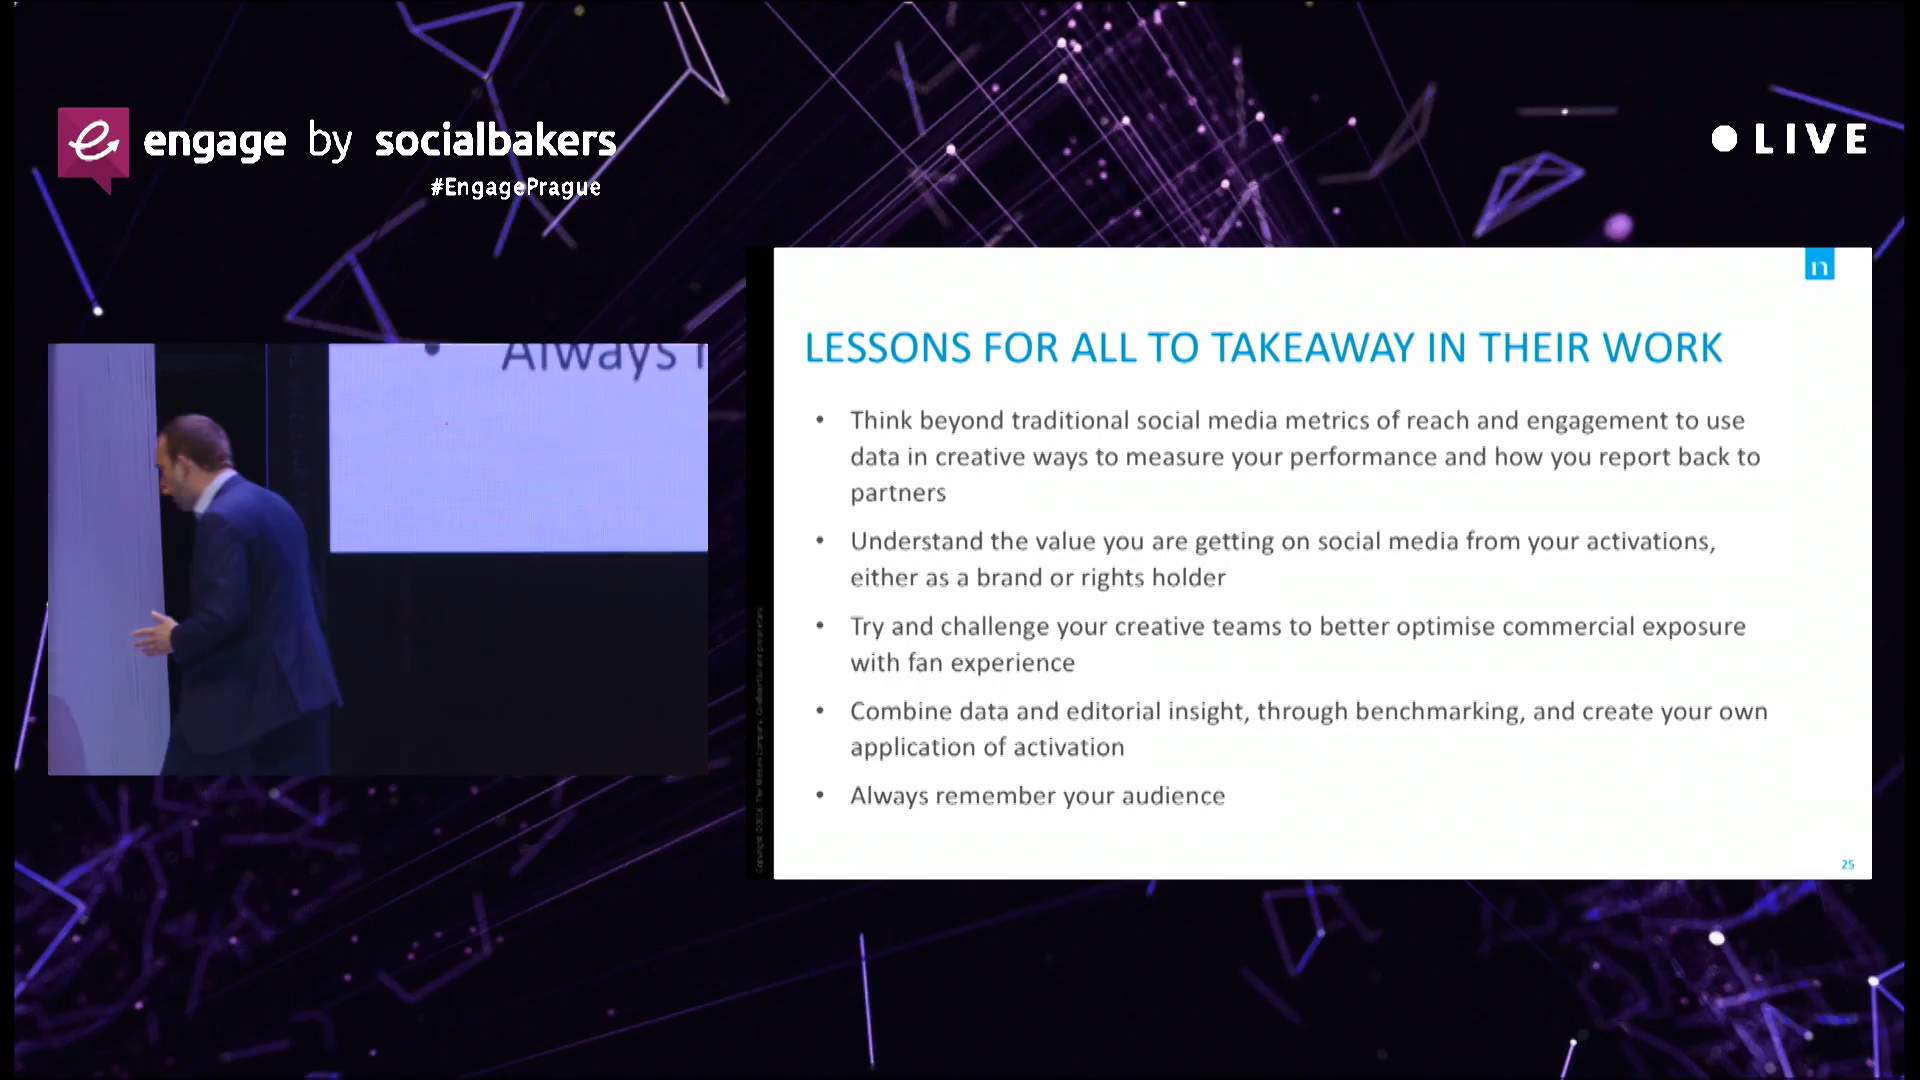 engage by socialbakers
#EngagePrague
LIVE
Always
n
LESSONS FOR ALL TO TAKEAWAY IN THEIR WORK
• Think beyond traditional social media metrics of reach and engagement to use
data in creative ways to measure your performance and how you report back to
partners
• Understand the value you are getting on social media from your activations,
either as a brand or rights holder
• Try and challenge your creative teams to better optimise commercial exposure
with fan experience
• Combine data and editorial insight, through benchmarking, and create your own
application of activation
• Always remember your audience
25